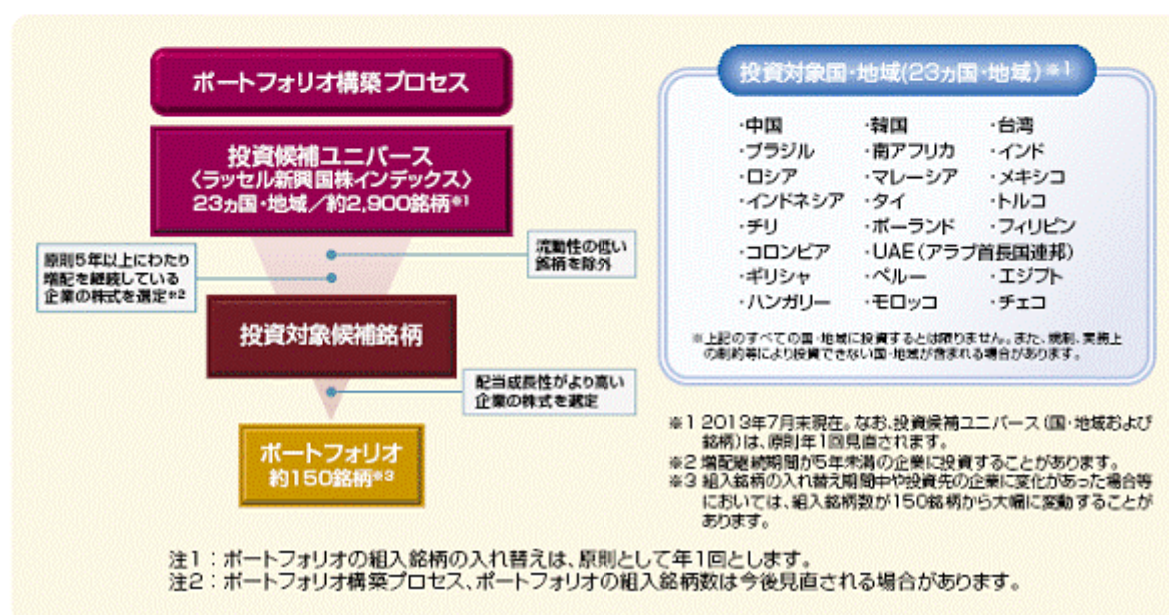 ポートフォリオ構築プロセス
投資候補ユニバース
〈ラッセル新興国株インデックス〉
23ヵ国・地域／約2,900銘柄※1
原則5年以上にわたり
増配を継続している
企業の株式を選定※2
流動性の低い
銘柄を除外
投資対象候補銘柄
配当成長性がより高い
企業の株式を選定
ポートフォリオ
約150銘柄※3
投資対象国・地域(23ヵ国・地域)※1
・中国 ・韓国 ・台湾
・ブラジル ・南アフリカ ・インド
・ロシア ・マレーシア ・メキシコ
・インドネシア ・タイ ・トルコ
・チリ ・ポーランド ・フィリピン
・コロンビア ・UAE(アラブ首長国連邦)
・ギリシャ ・ペルー ・エジプト
・ハンガリー ・モロッコ ・チェコ
※上記のすべての国・地域に投資するとは限りません。また、規制、実務上
の制約等により投資できない国・地域が含まれる場合があります。
※1 2013年7月末現在。なお、投資候補ユニバース(国・地域および
銘柄)は、原則年1回見直されます。
※2 増配継続期間が5年未満の企業に投資することがあります。
※3 組入銘柄の入れ替え期間中や投資先の企業に変化があった場合等
においては、組入銘柄数が150銘柄から大幅に変動することが
あります。
注1：ポートフォリオの組入銘柄の入れ替えは、原則として年1回とします。
注2：ポートフォリオ構築プロセス、ポートフォリオの組入銘柄数は今後見直される場合があります。